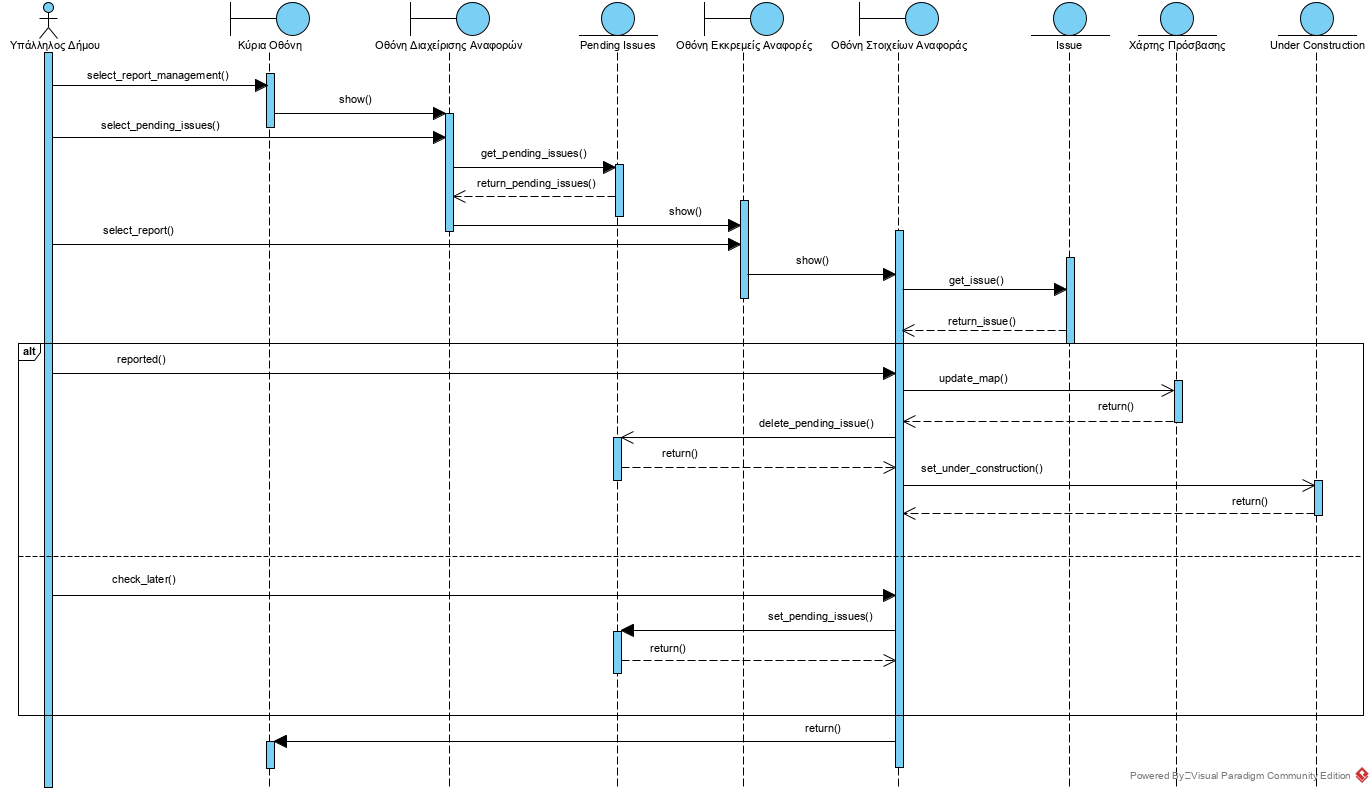 Υπάλληλος Δήμου
Κύρια Οθόνη
Οθόνη Διαχείρισης Αναφορών
Pending Issues
Οθόνη Εκκρεμείς Αναφορές
Οθόνη Στοιχείων Αναφοράς
Issue
Χάρτης Πρόσβασης
Under Construction
select_report_management()
show()
select_pending_issues()
get_pending_issues()
return_pending_issues()
show()
select_report()
show()
get_issue()
return_issue()
alt
reported()
update_map()
return()
delete_pending_issue()
return()
set_under_construction()
return()
check_later()
set_pending_issues()
return()
return()
Powered By Visual Paradigm Community Edition